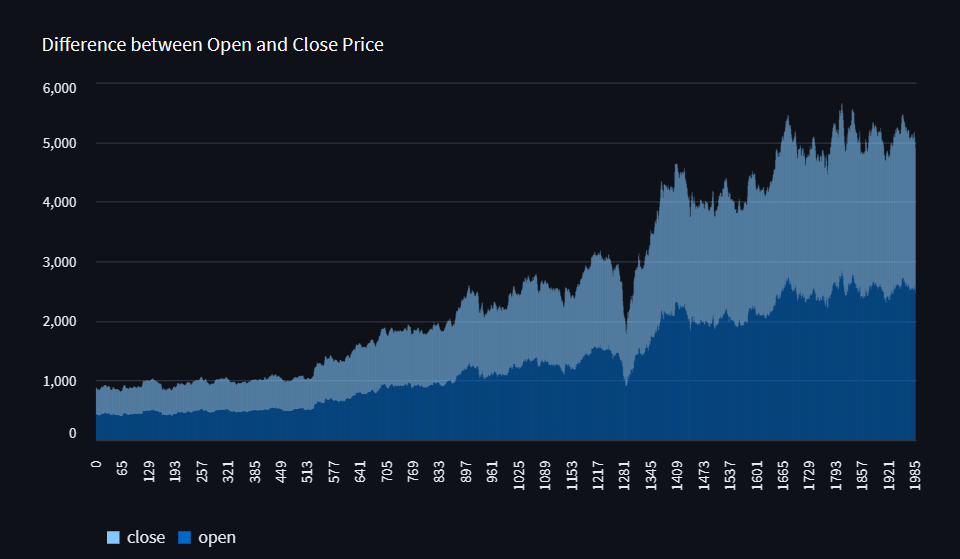 Difference between Open and Close Price
6,000
5,000
4,000
3,000
2,000
1,000
0
0 65 129 193 257 321 385 449 513 577 641 705 769 833 897 961 1025 1089 1153 1217 1281 1345 1409 1473 1537 1601 1665 1729 1793 1857 1921 1985
close open